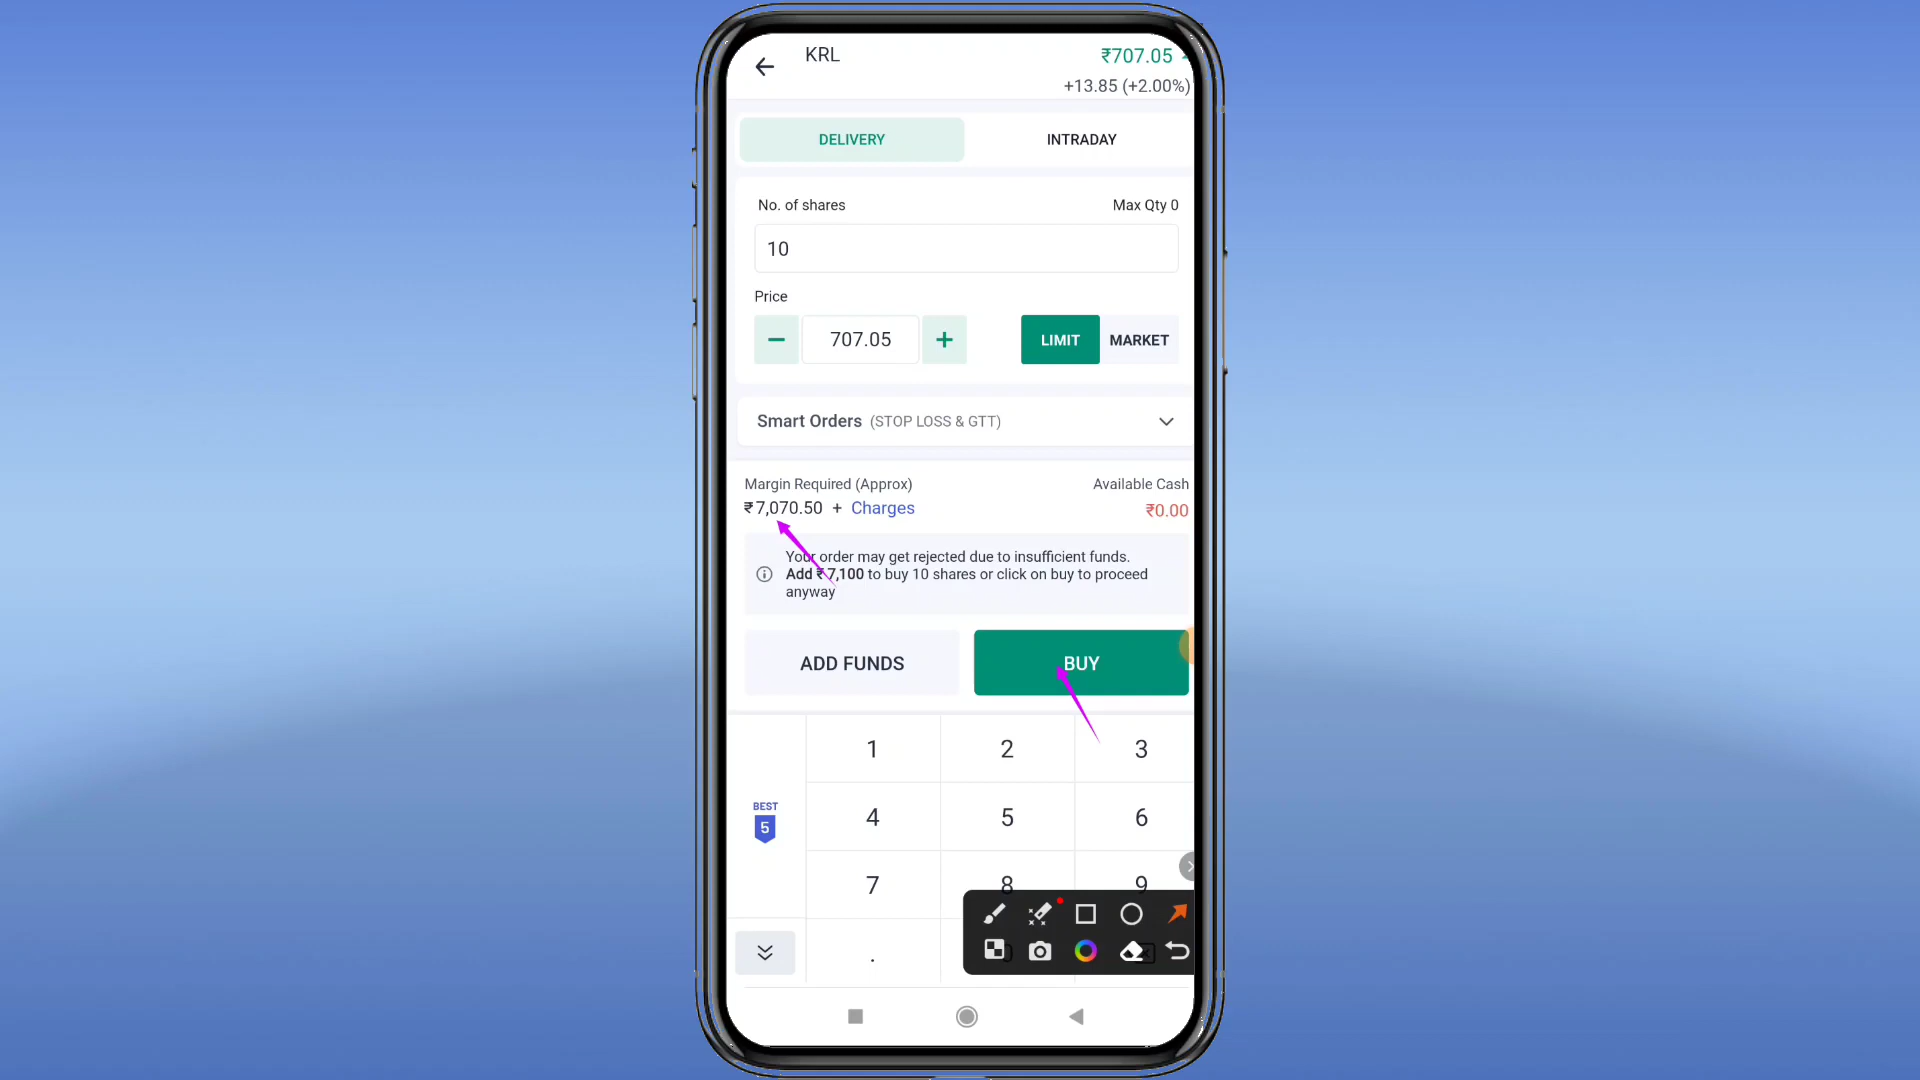 KRL
₹707.05
+13.85 (+2.00%)
DELIVERY
INTRADAY
No. of shares
Max Qty 0
10
Price
707.05
LIMIT
MARKET
Smart Orders (STOP LOSS & GTT)
Margin Required (Approx)
Available Cash
₹7,070.50 + Charges
₹0.00
Your order may get rejected due to insufficient funds.
Add ₹ 7,100 to buy 10 shares or click on buy to proceed
anyway
ADD FUNDS
BUY
1 2 3
BEST
5
4 5 6
7 8 9
.